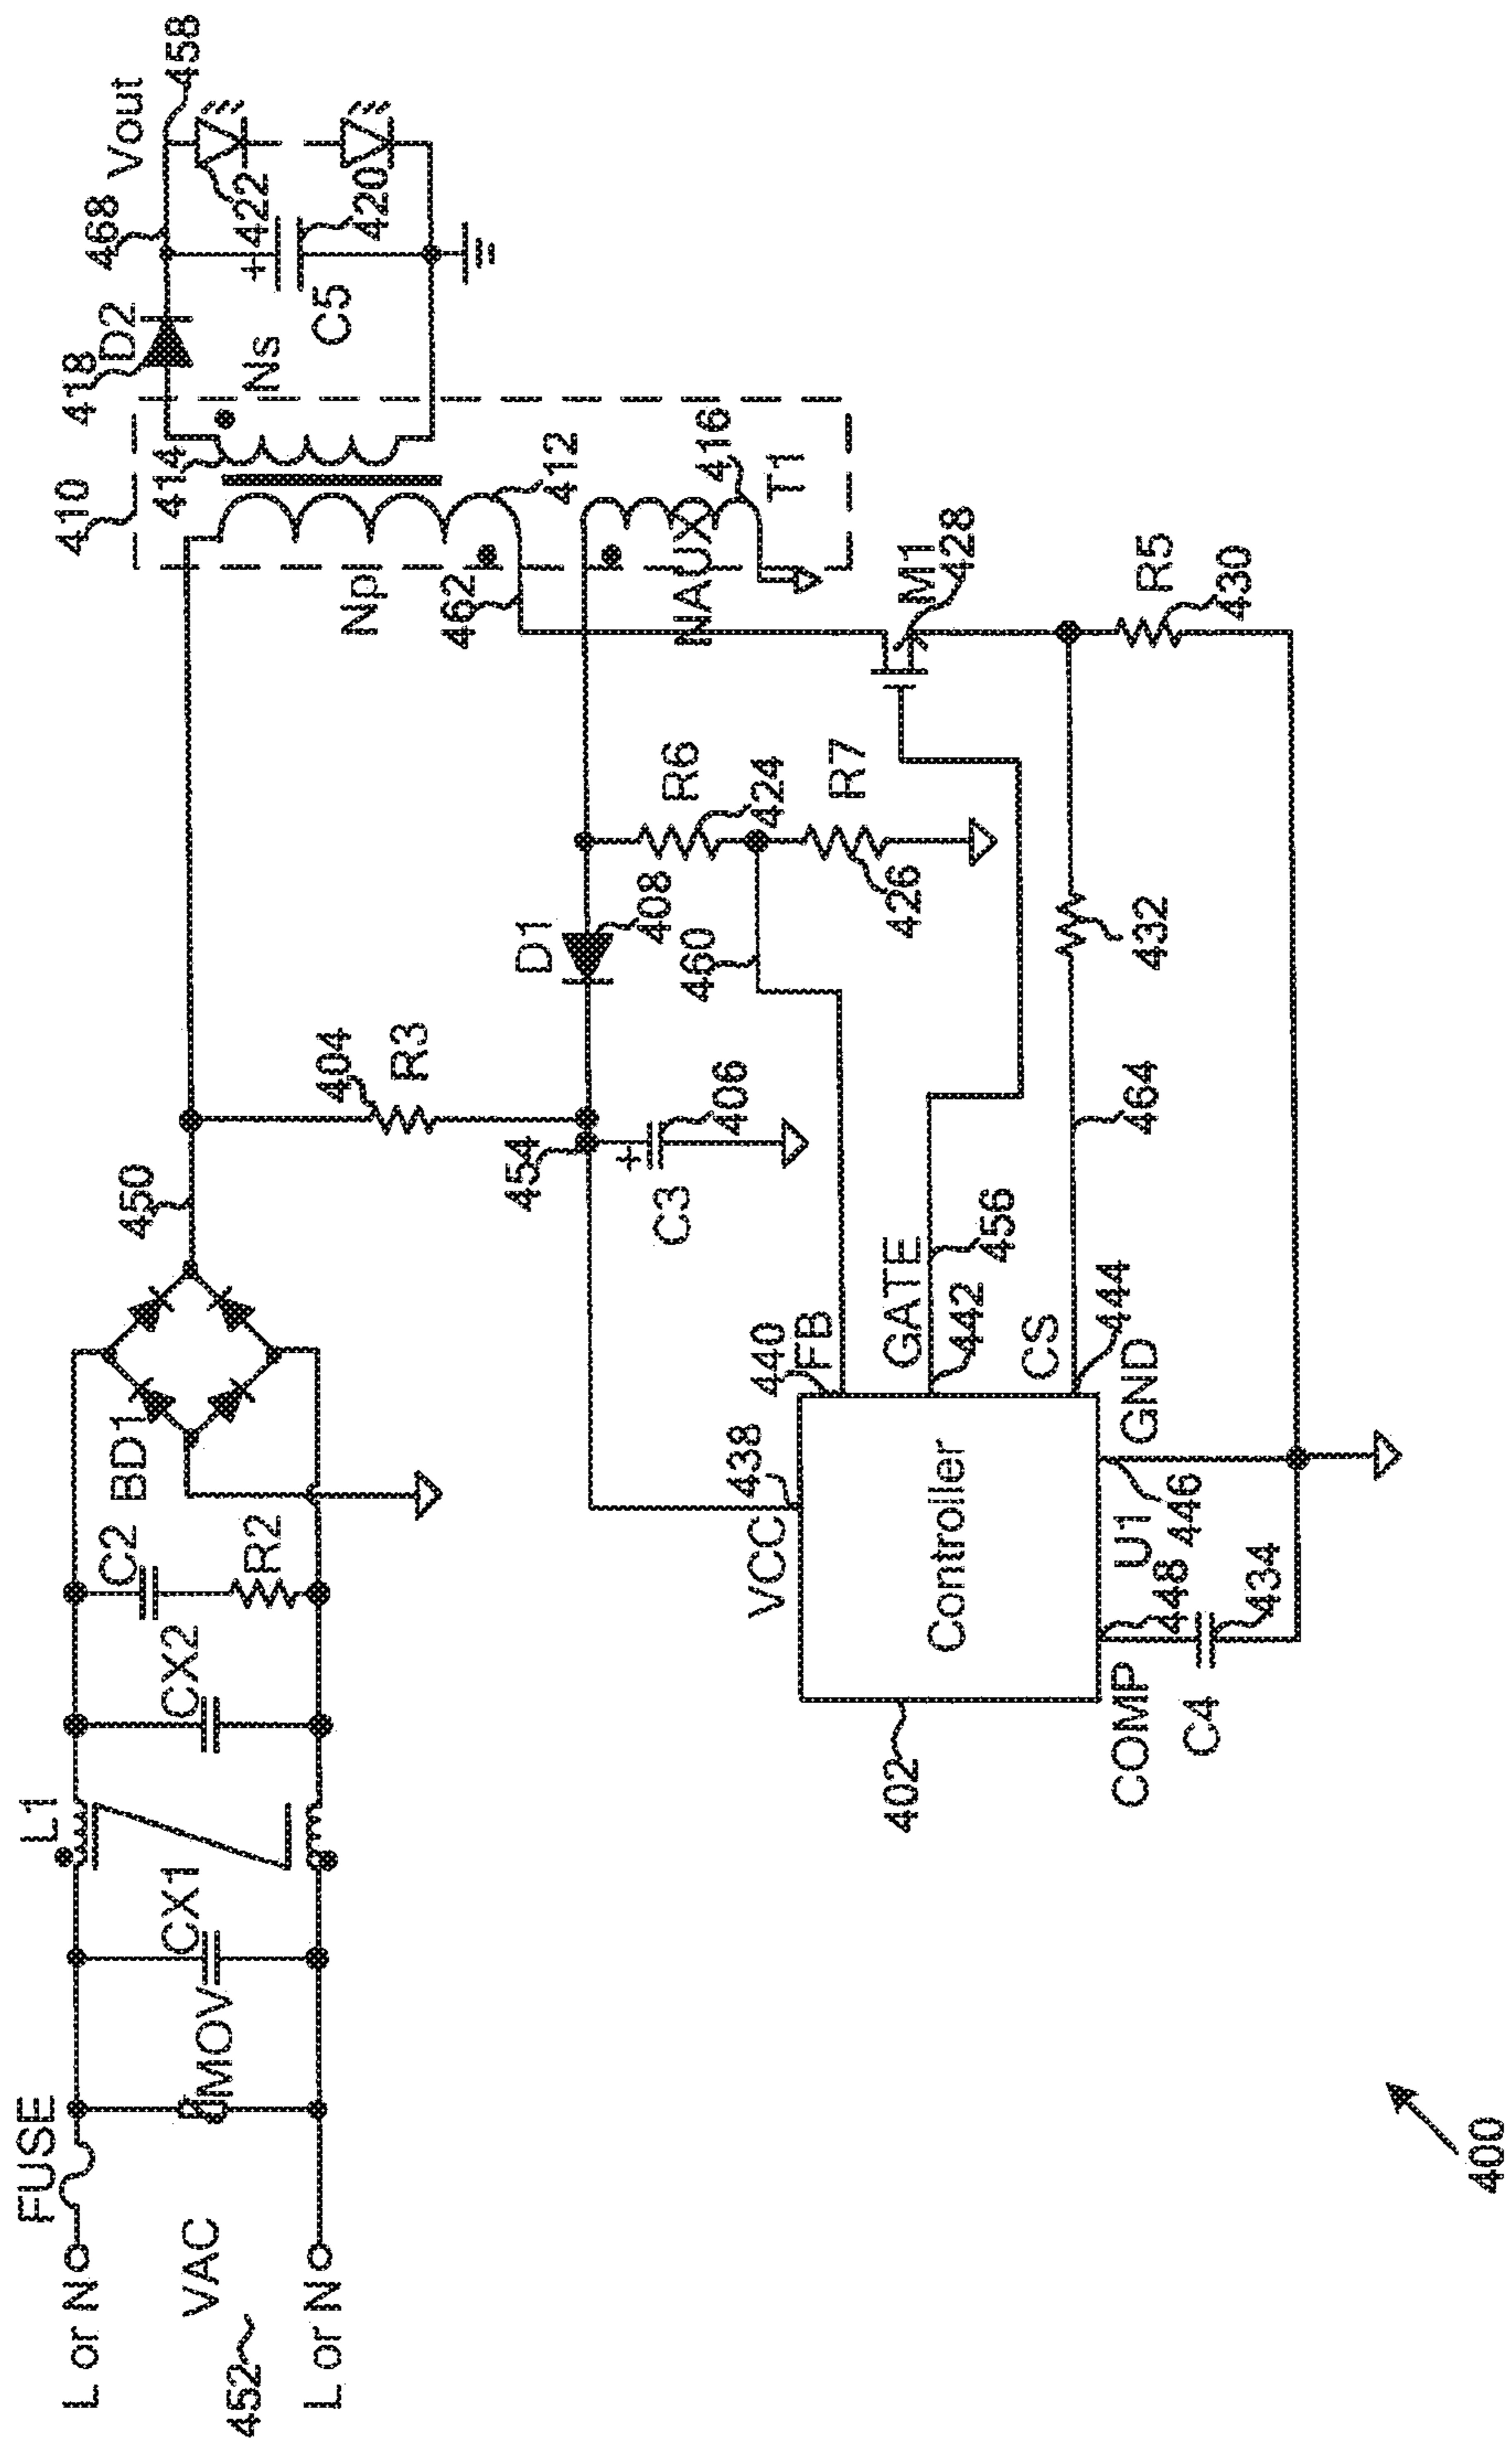 FUSE
L or N
VAC
452
L or N
MOV
CX1
L1
CX2
C2
R2
BD1
450
404
R3
454
C3
406
D1
408
R6
424
R7
426
460
410
414
418
D2
Ns
Np
462
412
NAUX
416
T1
468
Vout
458
422
420
C5
M1
428
R5
430
432
464
456
438
VCC
440
FB
GATE
442
CS
444
GND
446
U1
448
COMP
C4
434
Controller
402
400